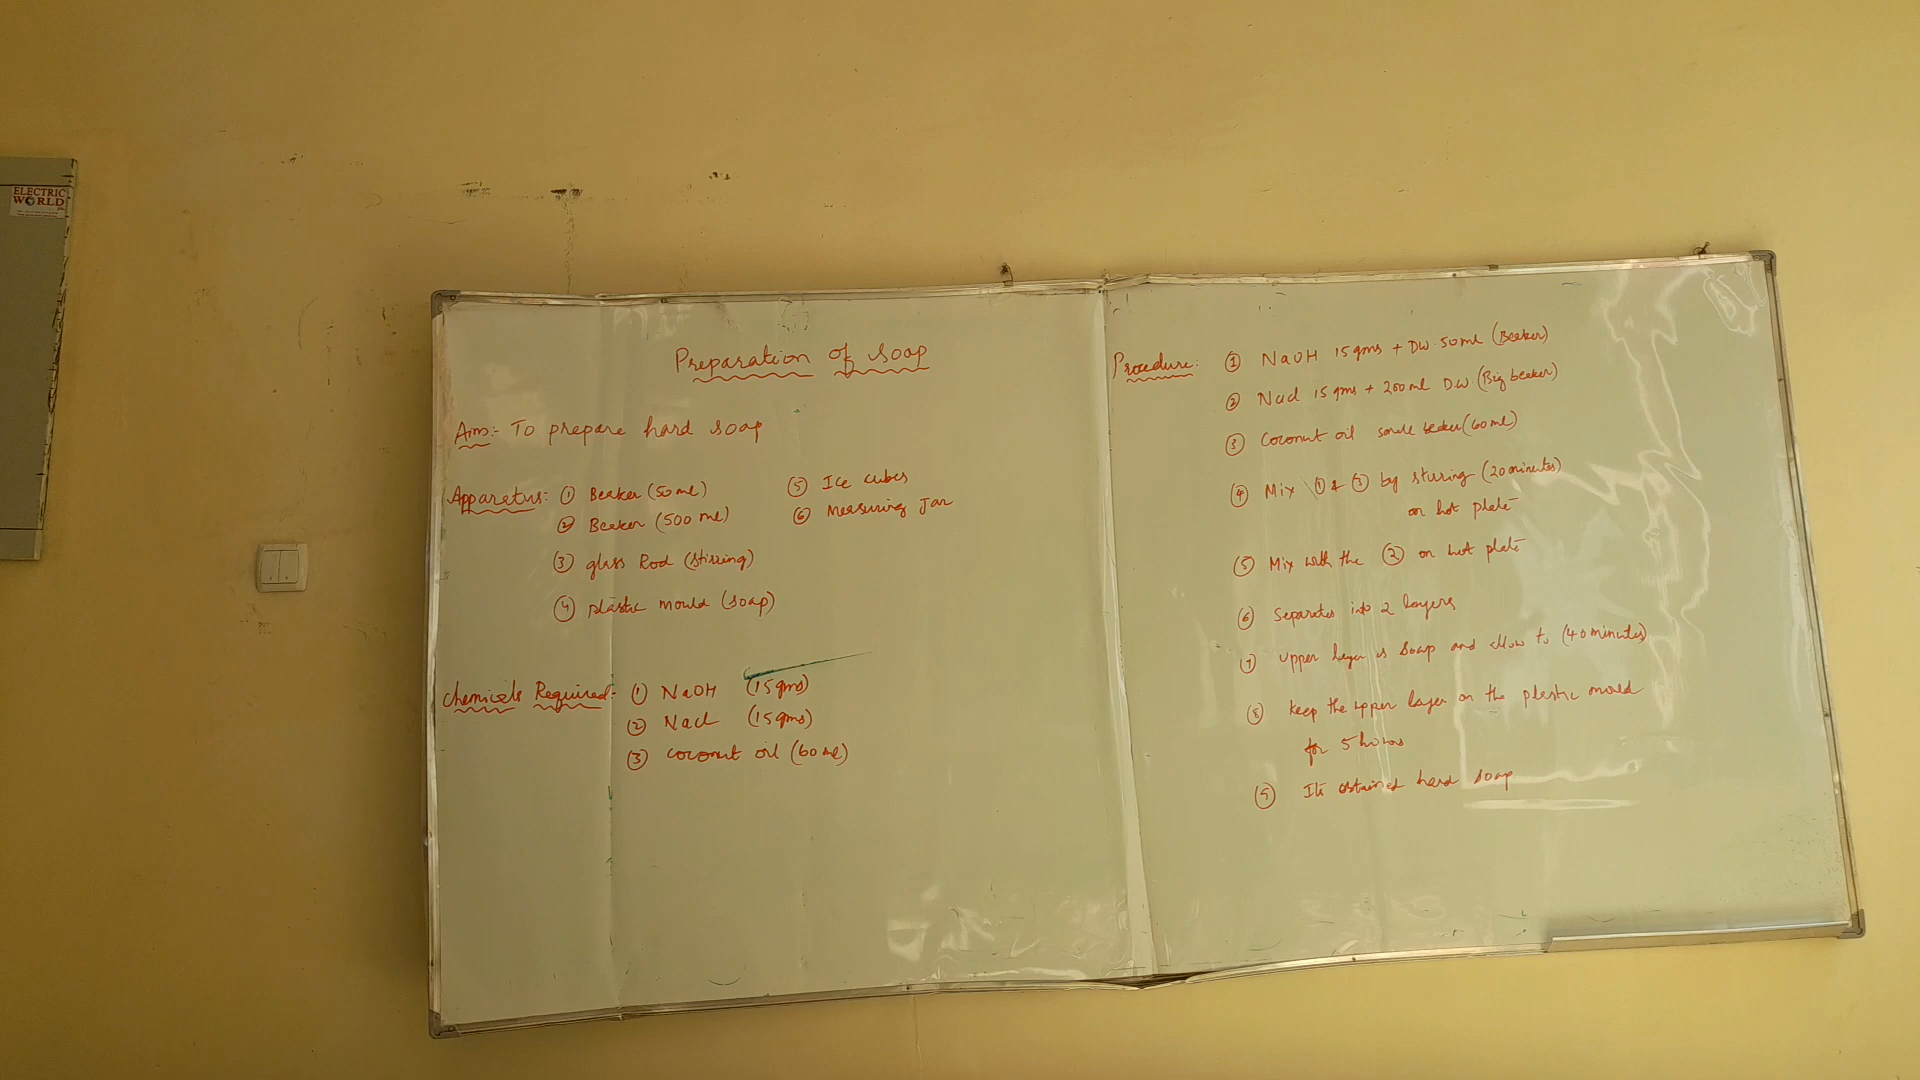 ELECTRIC
WORLD
Preparation of soap
Aim:- To prepare hard soap
Apparatus: ① Beaker (50 ml)
② Beaker (500 ml)
③ glass Rod (stirring)
④ plastic mould (soap)
⑤ Ice cubes
⑥ measuring Jar
Chemicals Required:- ① NaOH (15 gms)
② Nacl (15 gms)
③ coconut oil (60 ml)
Procedure: ① NaOH 15 gms + DW. 50 ml (Beaker)
② Nacl 15 gms + 200 ml D.W. (Big beaker)
③ Coconut oil beaker (60 ml)
④ Mix ① & ③ by (20 minutes)
on hot plate
⑤ Mix with the ② on hot plate
⑥ Separates into 2 layers
⑦ upper layer is soap and allow to (40 minutes)
⑧ keep the upper layer on the plastic mould
for 5 hours
⑨ obtained hard soap